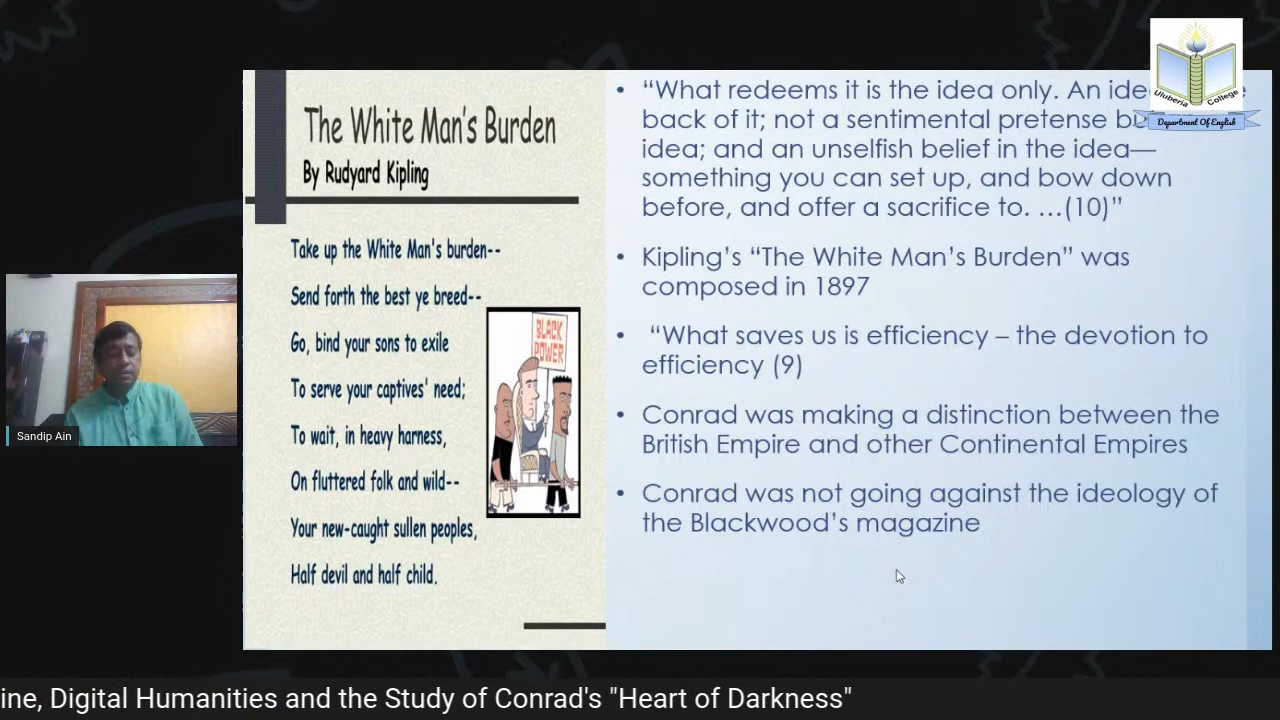 The White Man's Burden
By Rudyard Kipling
Take up the White Man's burden--
Send forth the best ye breed--
Go, bind your sons to exile
To serve your captives' need;
To wait, in heavy harness,
On fluttered folk and wild--
Your new-caught sullen peoples,
Half devil and half child.
BLACK
POWER
• “What redeems it is the idea only. An
back of it; not a sentimental pretense
idea; and an unselfish belief in the idea—
something you can set up, and bow down
before, and offer a sacrifice to. …(10)”
• Kipling’s “The White Man’s Burden” was
composed in 1897
• “What saves us is efficiency – the devotion to
efficiency (9)
• Conrad was making a distinction between the
British Empire and other Continental Empires
• Conrad was not going against the ideology of
the Blackwood’s magazine
Uluberia College
Department Of English
Sandip Ain
ine, Digital Humanities and the Study of Conrad's "Heart of Darkness"